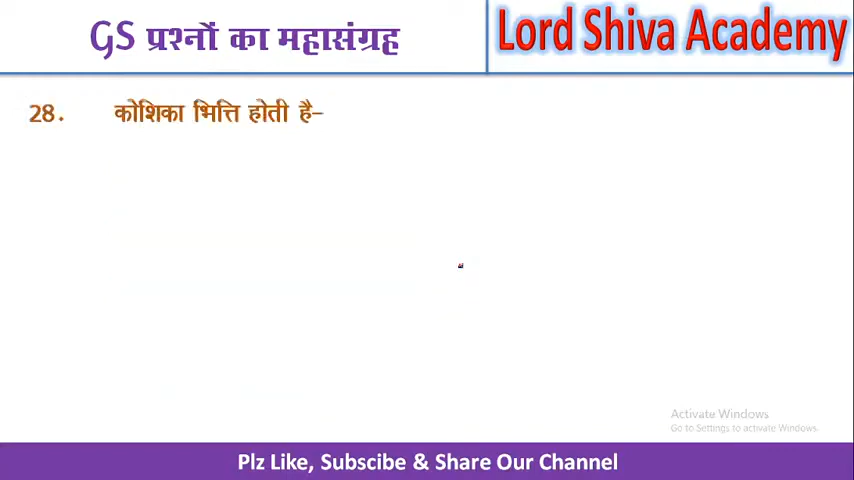 GS प्रश्नों का महासंग्रह
Lord Shiva Academy
28. कोशिका भित्ति होती है-
Activate Windows
Go to Settings to activate Windows.
Plz Like, Subscibe & Share Our Channel